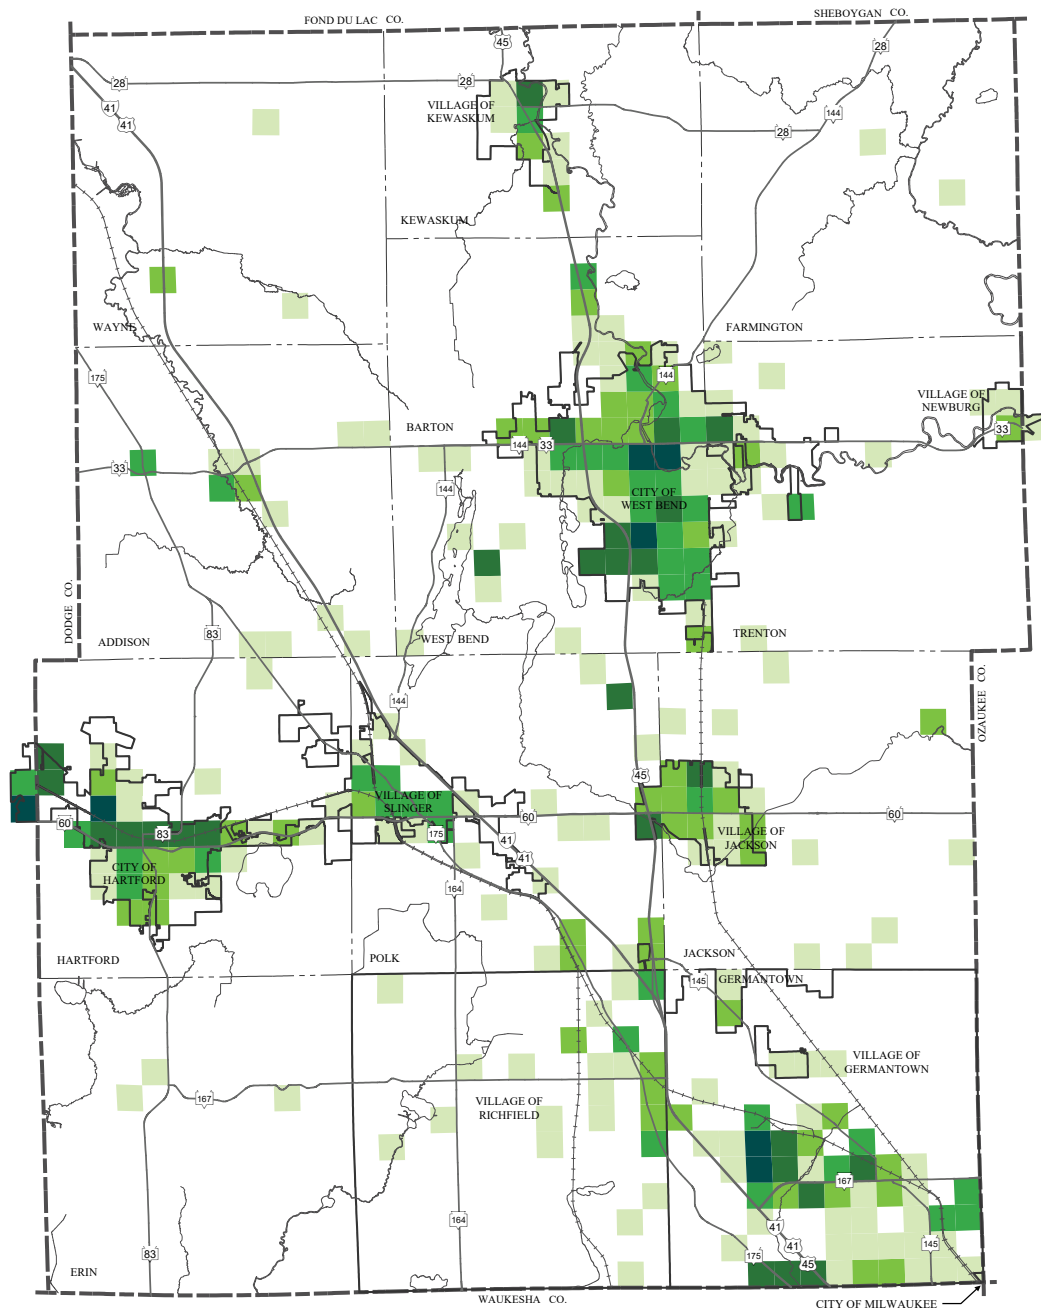 FOND DU LAC CO.
SHEBOYGAN CO.
45
28
28
28
41
41
VILLAGE OF
KEWASKUM
144
28
KEWASKUM
WAYNE
FARMINGTON
175
144
VILLAGE OF
NEWBURG
BARTON
33
144
33
33
144
CITY OF
WEST BEND
DODGE CO.
83
ADDISON
WEST BEND
TRENTON
OZAUKEE CO.
144
45
VILLAGE OF
SLINGER
60
83
175
60
60
41
41
VILLAGE OF
JACKSON
CITY OF
HARTFORD
164
HARTFORD
POLK
JACKSON
GERMANTOWN
145
VILLAGE OF
GERMANTOWN
167
VILLAGE OF
RICHFIELD
167
164
41
41
45
175
145
83
ERIN
WAUKESHA CO.
CITY OF MILWAUKEE